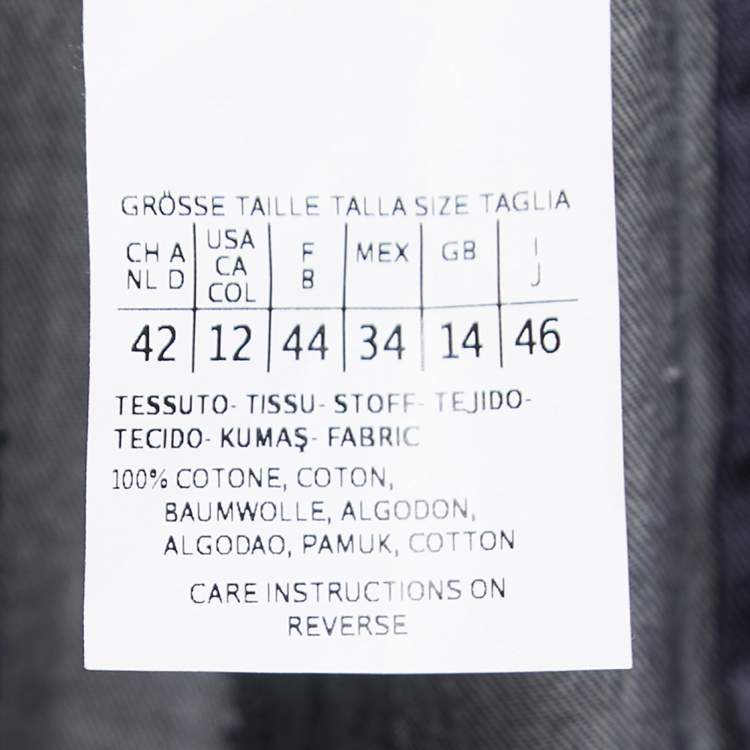 GRÖSSE TAILLE TALLA SIZE TAGLIA
CH A NL D | USA CA COL | F B | MEX | GB | I J
42 | 12 | 44 | 34 | 14 | 46
TESSUTO- TISSU- STOFF- TEJIDO-
TECIDO- KUMAŞ- FABRIC
100% COTONE, COTON,
BAUMWOLLE, ALGODON,
ALGODAO, PAMUK, COTTON
CARE INSTRUCTIONS ON
REVERSE